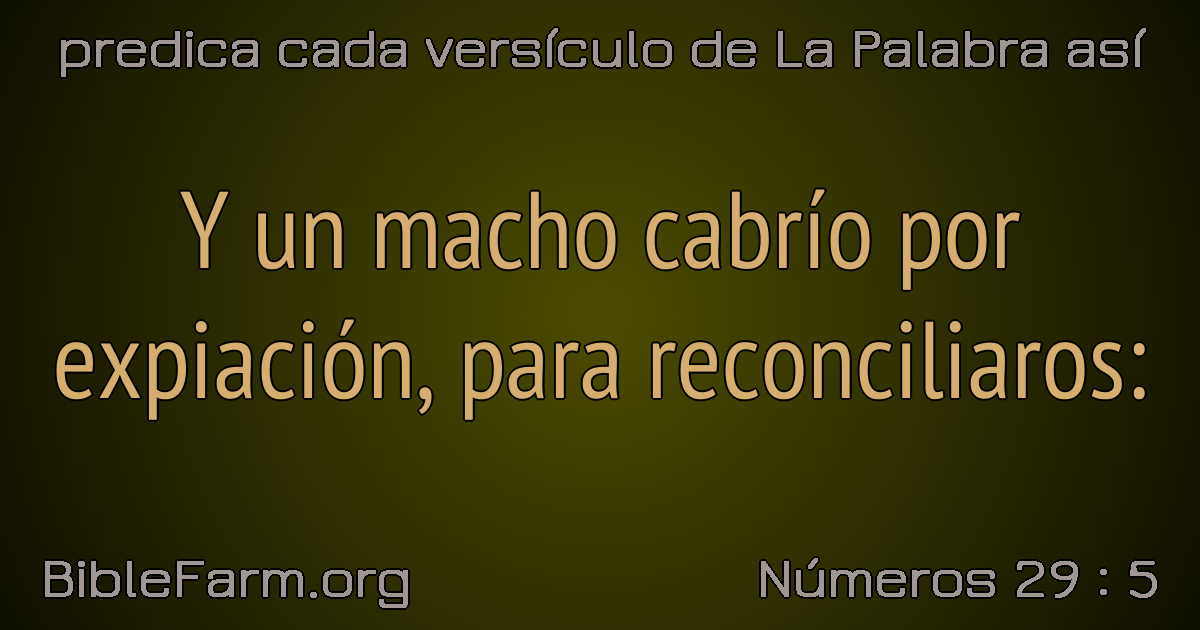 predica cada versículo de La Palabra así
Y un macho cabrío por
expiación, para reconciliaros:
BibleFarm.org
Números 29 : 5